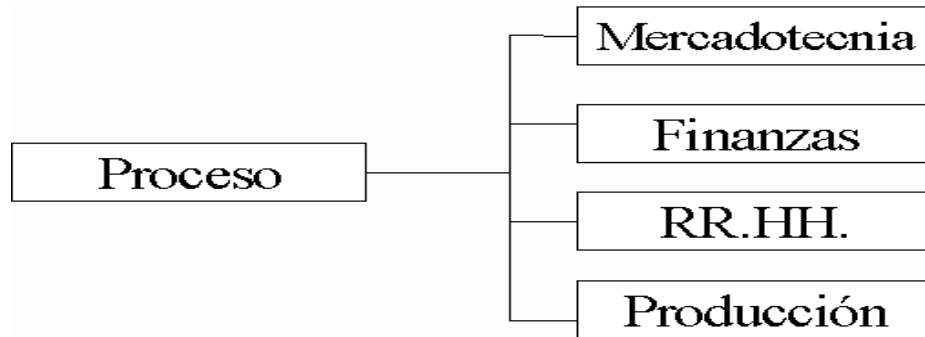 Mercadotecnia
Finanzas
Proceso
RR.HH.
Producción